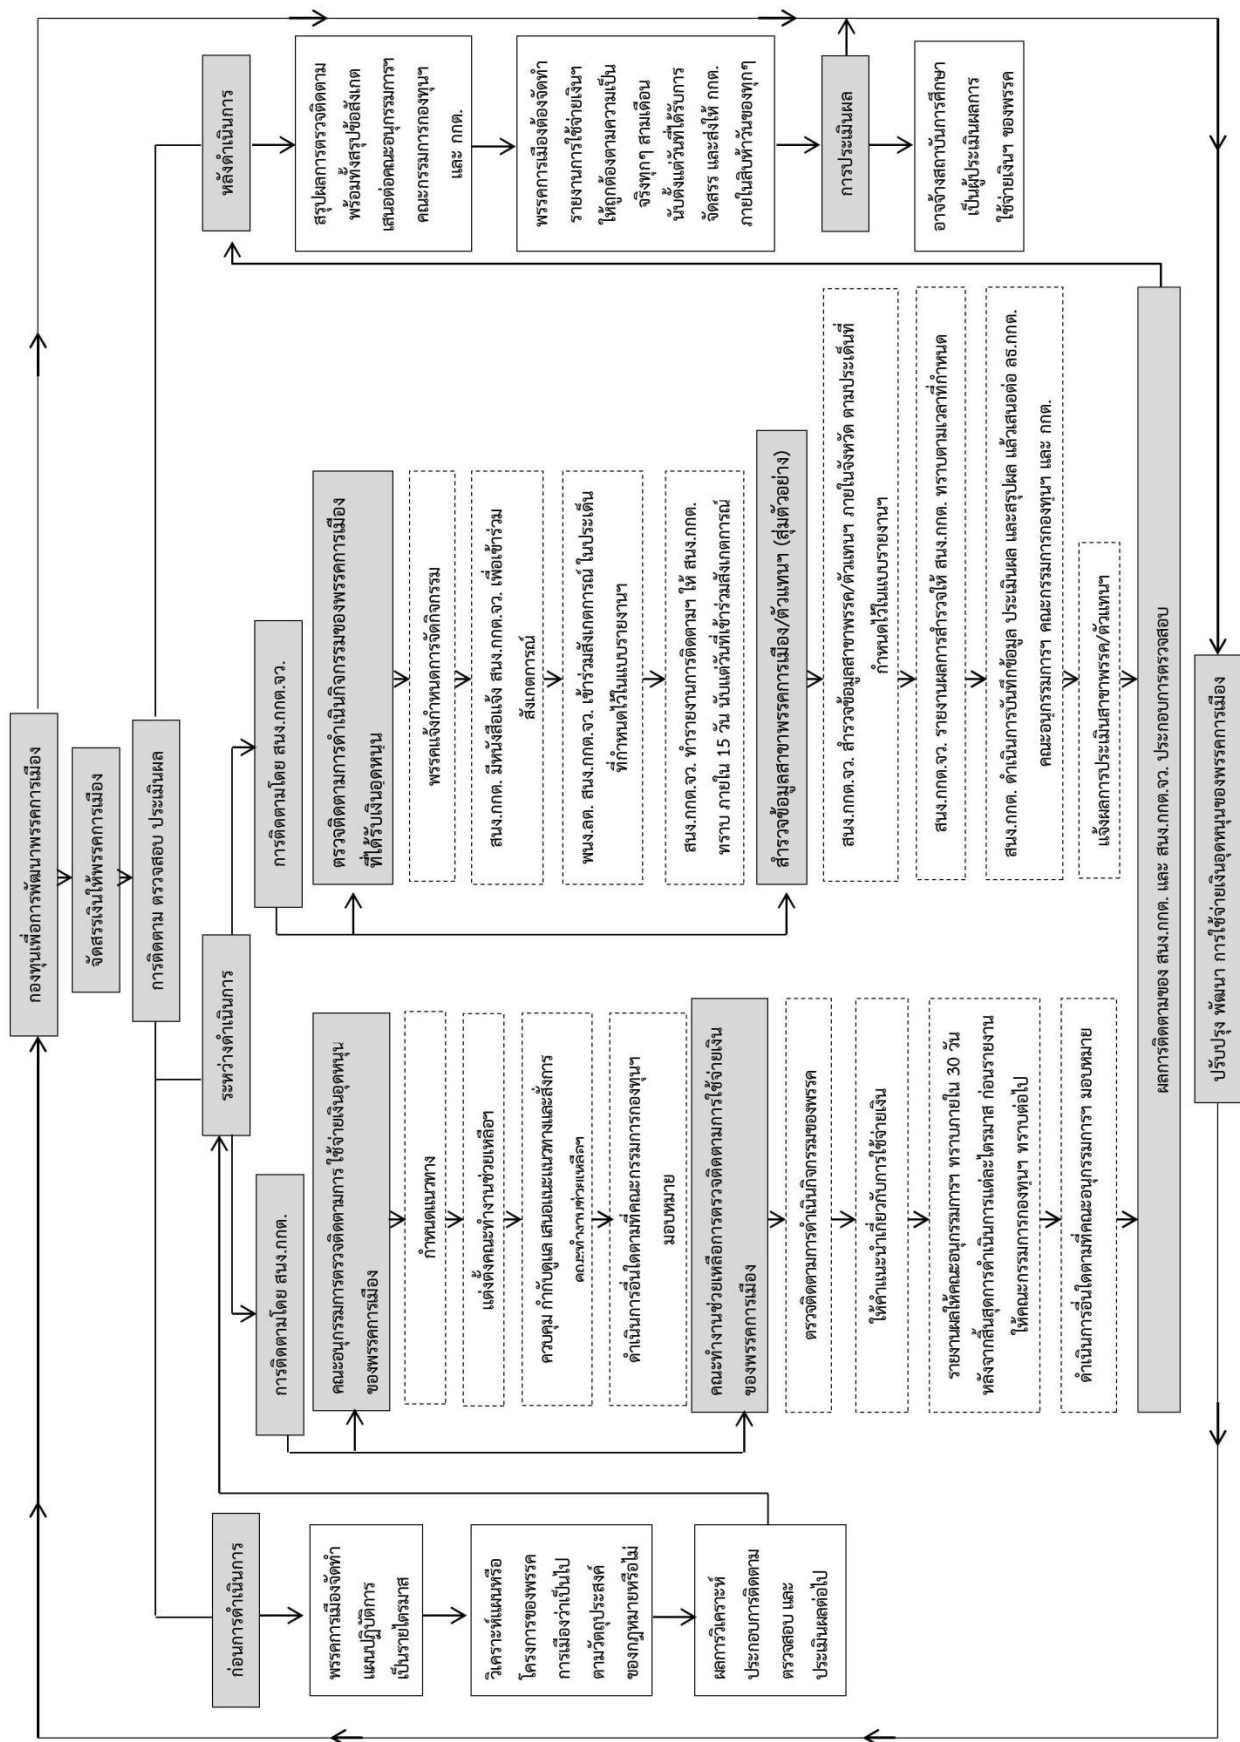 กองทุนเพื่อการพัฒนาพรรคการเมือง
จัดสรรเงินให้พรรคการเมือง
การติดตาม ตรวจสอบ ประเมินผล
ก่อนการดำเนินการ
พรรคการเมืองจัดทำ
แผนปฏิบัติการ
เป็นรายไตรมาส
วิเคราะห์แผนหรือ
โครงการของพรรค
การเมืองว่าเป็นไป
ตามวัตถุประสงค์
ของกฎหมายหรือไม่
ผลการวิเคราะห์
ประกอบการติดตาม
ตรวจสอบ และ
ประเมินผลต่อไป
ระหว่างดำเนินการ
การติดตามโดย สนง.กกต.
คณะอนุกรรมการตรวจติดตามการ ใช้จ่ายเงินอุดหนุน
ของพรรคการเมือง
กำหนดแนวทาง
แต่งตั้งคณะทำงานช่วยเหลือฯ
ควบคุม กำกับดูแล เสนอแนะแนวทางและสั่งการ
คณะทำงานช่วยเหลือฯ
ดำเนินการอื่นใดตามที่คณะกรรมการกองทุนฯ
มอบหมาย
คณะทำงานช่วยเหลือการตรวจติดตามการใช้จ่ายเงิน
ของพรรคการเมือง
ตรวจติดตามการดำเนินกิจกรรมของพรรค
ให้คำแนะนำเกี่ยวกับการใช้จ่ายเงิน
รายงานผลให้คณะอนุกรรมการฯ ทราบภายใน 30 วัน
หลังจากสิ้นสุดการดำเนินการแต่ละไตรมาส ก่อนรายงาน
ให้คณะกรรมการกองทุนฯ ทราบต่อไป
ดำเนินการอื่นใดตามที่คณะอนุกรรมการฯ มอบหมาย
การติดตามโดย สนง.กกต.จว.
ตรวจติดตามการดำเนินกิจกรรมของพรรคการเมือง
ที่ได้รับเงินอุดหนุน
พรรคแจ้งกำหนดการจัดกิจกรรม
สนง.กกต. มีหนังสือแจ้ง สนง.กกต.จว. เพื่อเข้าร่วม
สังเกตการณ์
พนง.สต. สนง.กกต.จว. เข้าร่วมสังเกตการณ์ ในประเด็น
ที่กำหนดไว้ในแบบรายงานฯ
สนง.กกต.จว. ทำรายงานการติดตามฯ ให้ สนง.กกต.
ทราบ ภายใน 15 วัน นับแต่วันที่เข้าร่วมสังเกตการณ์
สำรวจข้อมูลสาขาพรรคการเมือง/ตัวแทนฯ (สุ่มตัวอย่าง)
สนง.กกต.จว. สำรวจข้อมูลสาขาพรรค/ตัวแทนฯ ภายในจังหวัด ตามประเด็นที่
กำหนดไว้ในแบบรายงานฯ
สนง.กกต.จว. รายงานผลการสำรวจให้ สนง.กกต. ทราบตามเวลาที่กำหนด
สนง.กกต. ดำเนินการบันทึกข้อมูล ประเมินผล และสรุปผล แล้วเสนอต่อ ลธ.กกต.
คณะอนุกรรมการฯ คณะกรรมการกองทุนฯ และ กกต.
แจ้งผลการประเมินสาขาพรรค/ตัวแทนฯ
ผลการติดตามของ สนง.กกต. และ สนง.กกต.จว. ประกอบการตรวจสอบ
หลังดำเนินการ
สรุปผลการตรวจติดตาม
พร้อมทั้งสรุปข้อสังเกต
เสนอต่อคณะอนุกรรมการฯ
คณะกรรมการกองทุนฯ
และ กกต.
พรรคการเมืองต้องจัดทำ
รายงานการใช้จ่ายเงินฯ
ให้ถูกต้องตามความเป็น
จริงทุกๆ สามเดือน
นับตั้งแต่วันที่ได้รับการ
จัดสรร และส่งให้ กกต.
ภายในสิบห้าวันของทุกๆ
การประเมินผล
อาจจ้างสถาบันการศึกษา
เป็นผู้ประเมินผลการ
ใช้จ่ายเงินฯ ของพรรค
ปรับปรุง พัฒนา การใช้จ่ายเงินอุดหนุนของพรรคการเมือง